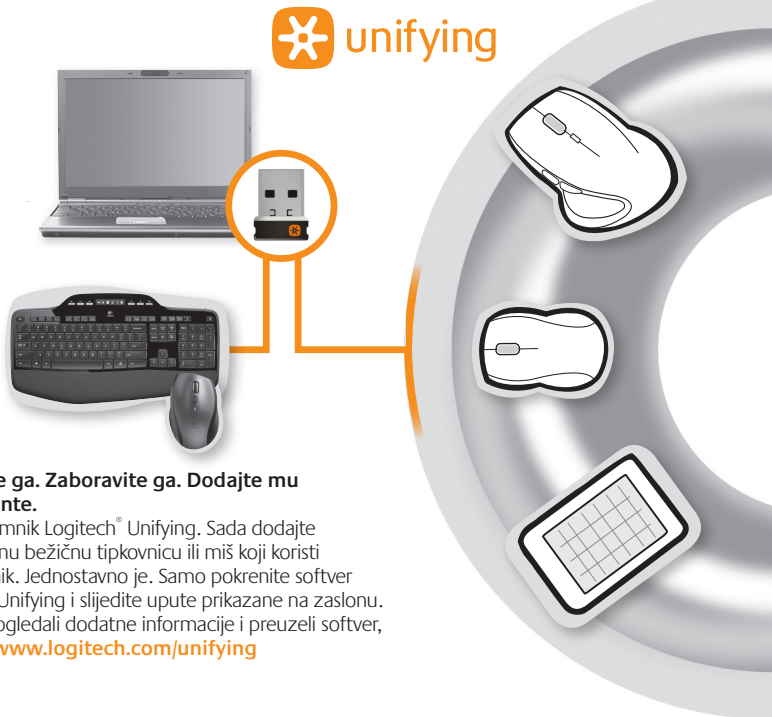 unifying
e ga. Zaboravite ga. Dodajte mu
nte.
mnik Logitech® Unifying. Sada dodajte
nu bežičnu tipkovnicu ili miš koji koristi
nik. Jednostavno je. Samo pokrenite softver
Unifying i slijedite upute prikazane na zaslonu.
ogledali dodatne informacije i preuzeli softver,
www.logitech.com/unifying